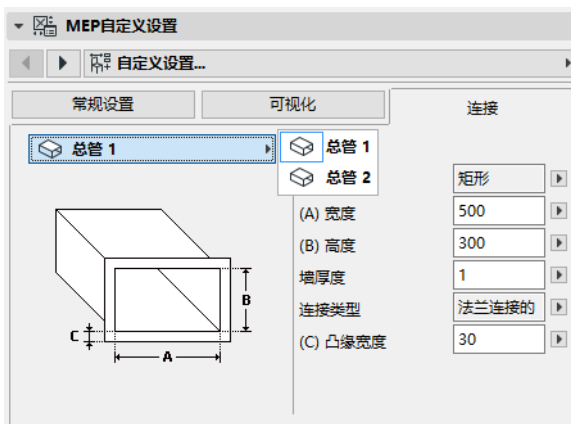 MEP自定义设置
自定义设置...
常规设置
可视化
连接
总管 1
总管 1
总管 2
矩形
(A) 宽度
500
(B) 高度
300
墙厚度
1
连接类型
法兰连接的
(C) 凸缘宽度
30
B
C
A